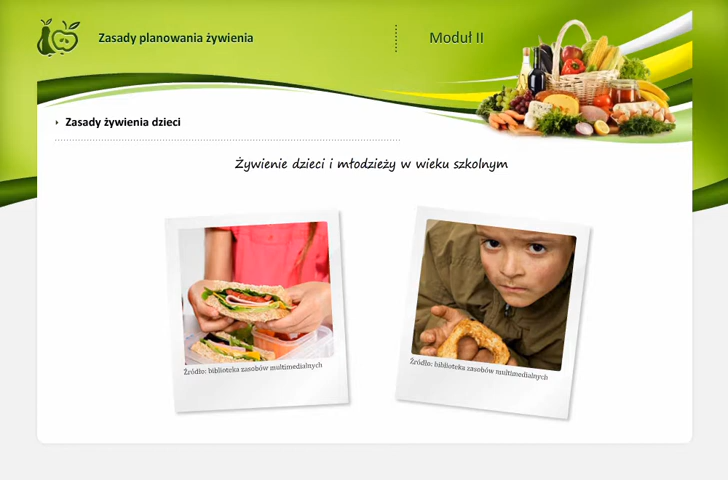 Zasady planowania żywienia
Moduł II
Zasady żywienia dzieci
Żywienie dzieci i młodzieży w wieku szkolnym
Źródło: biblioteka zasobów multimedialnych
Źródło: biblioteka zasobów multimedialnych